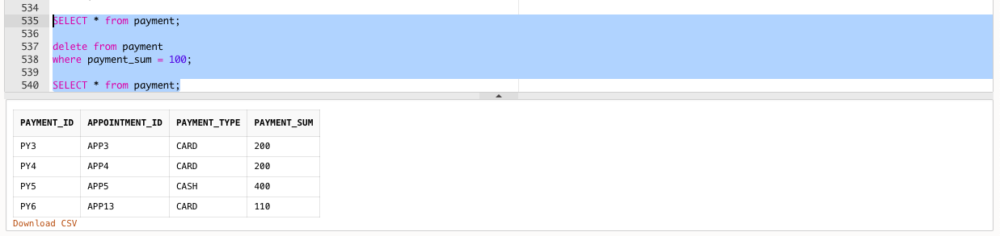 534
535 SELECT * from payment;
536
537 delete from payment
538 where payment_sum = 100;
539
540 SELECT * from payment;
PAYMENT_ID APPOINTMENT_ID PAYMENT_TYPE PAYMENT_SUM
PY3 APP3 CARD 200
PY4 APP4 CARD 200
PY5 APP5 CASH 400
PY6 APP13 CARD 110
Download CSV